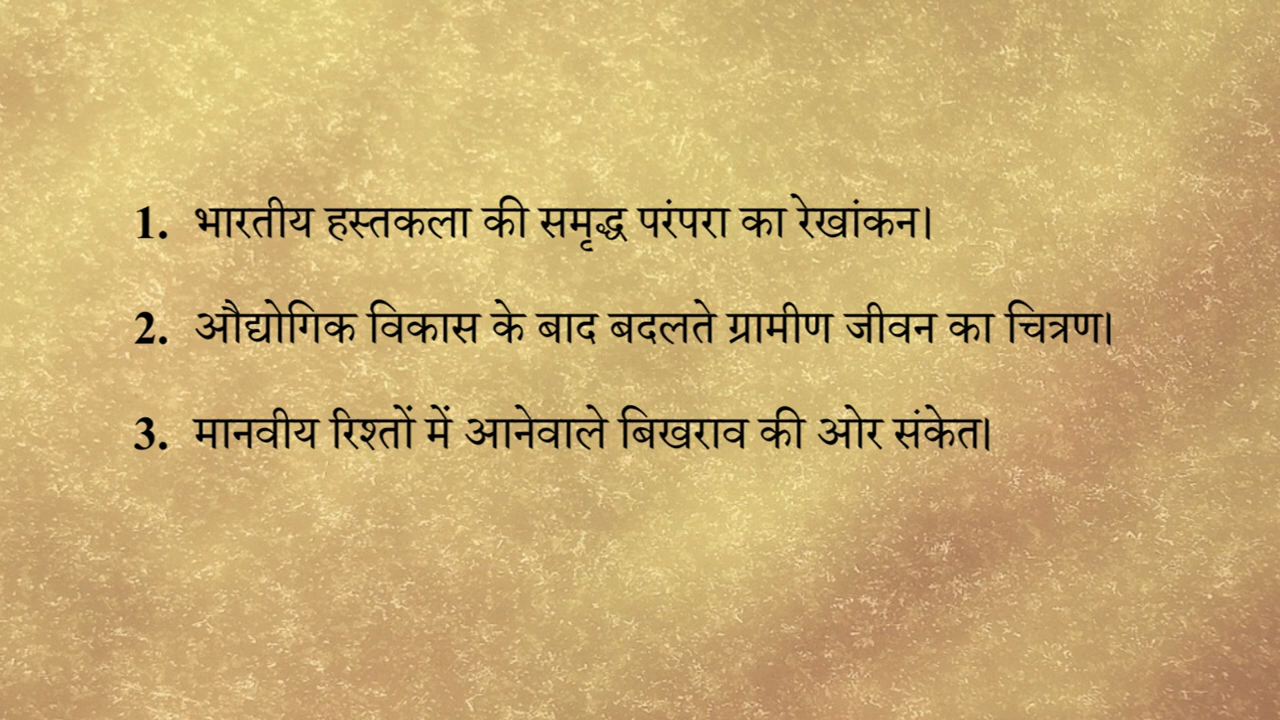 1. भारतीय हस्तकला की समृद्ध परंपरा का रेखांकन।
2. औद्योगिक विकास के बाद बदलते ग्रामीण जीवन का चित्रण।
3. मानवीय रिश्तों में आनेवाले बिखराव की ओर संकेत।